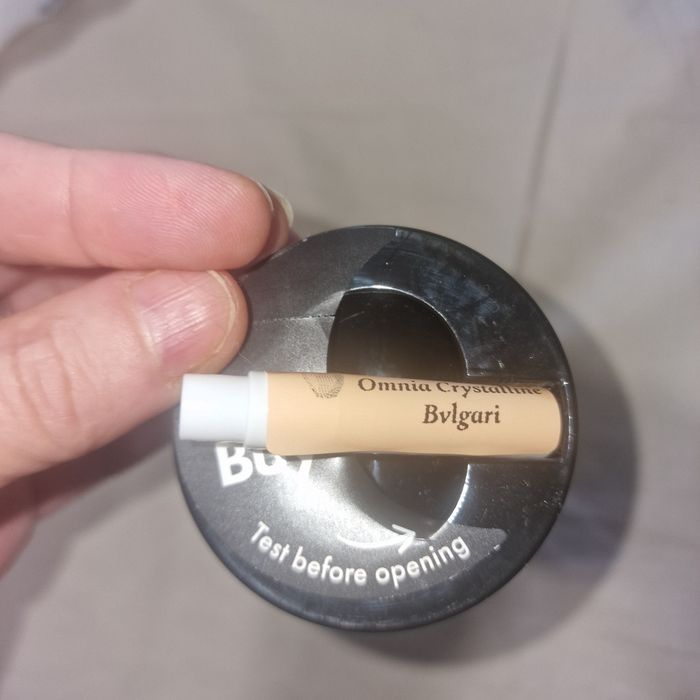 Omnia Crystalline
Bvlgari
Test before opening